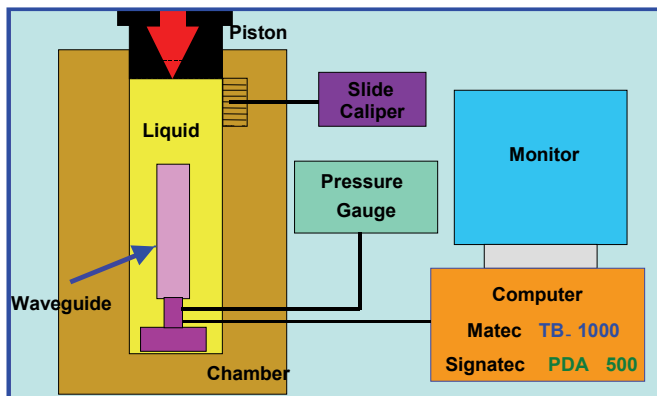 Piston
Slide
Caliper
Liquid
Monitor
Pressure
Gauge
Waveguide
Computer
Matec TB- 1000
Signatec PDA 500
Chamber